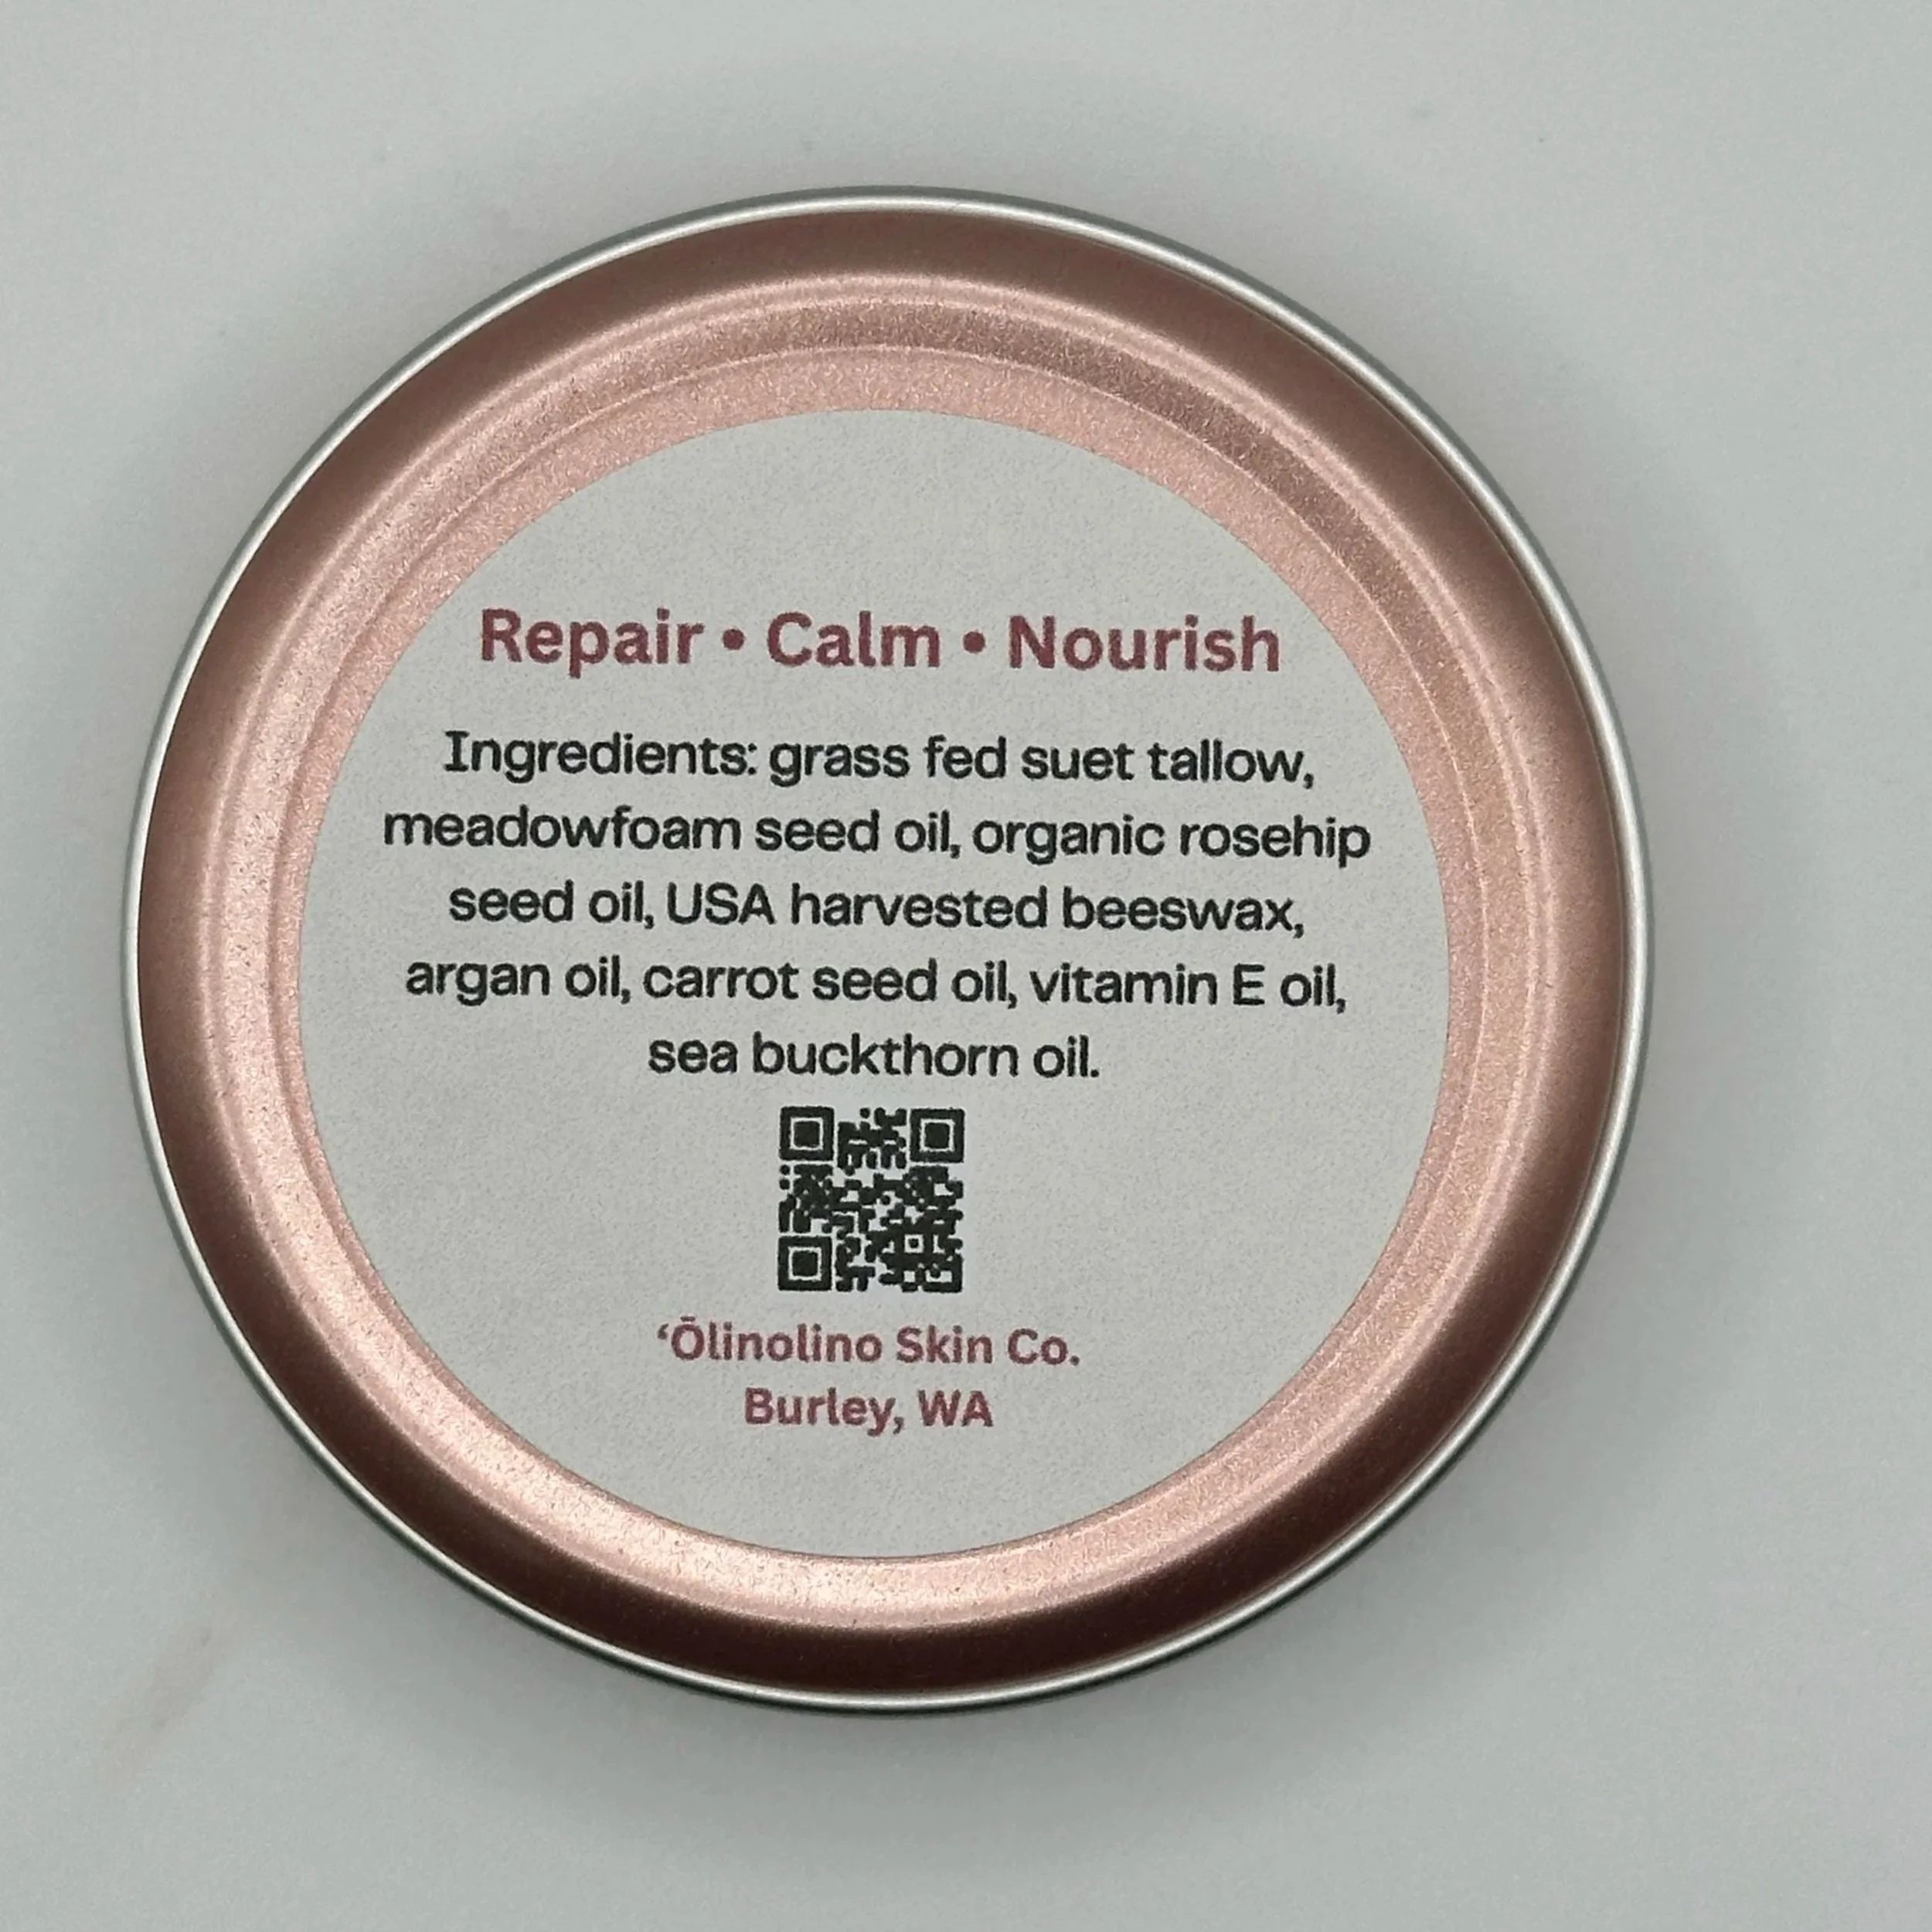 Repair • Calm • Nourish
Ingredients: grass fed suet tallow,
meadowfoam seed oil, organic rosehip
seed oil, USA harvested beeswax,
argan oil, carrot seed oil, vitamin E oil,
sea buckthorn oil.
‘Ōlinolino Skin Co.
Burley, WA